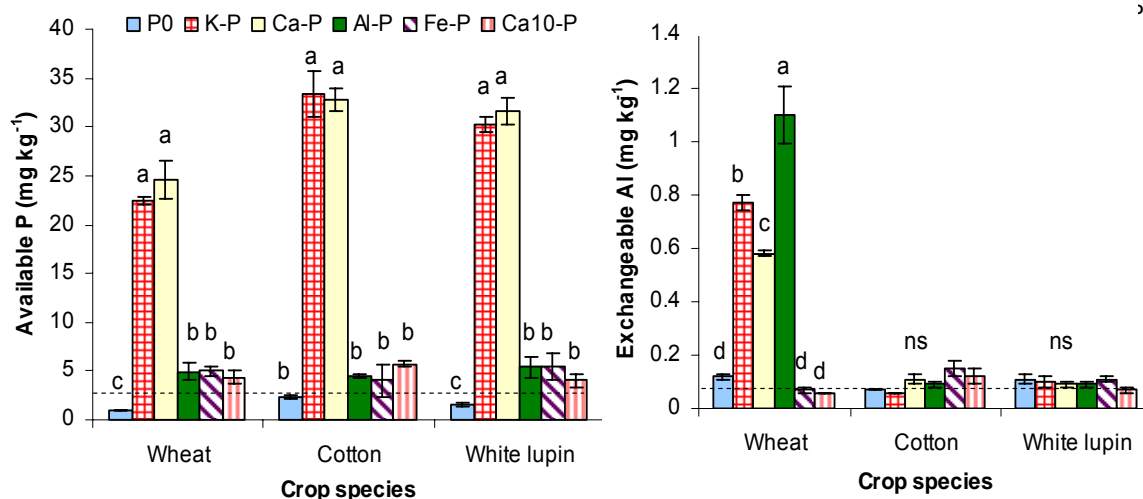 P0 K-P Ca-P Al-P Fe-P Ca10-P
Available P (mg kg⁻¹)
40
35
30
25
20
15
10
5
0
c a a b b b
b a a b b b
c a a b b b
Wheat Cotton White lupin
Crop species
Exchangeable Al (mg kg⁻¹)
1.4
1.2
1
0.8
0.6
0.4
0.2
0
d b c a d d
ns
ns
Wheat Cotton White lupin
Crop species